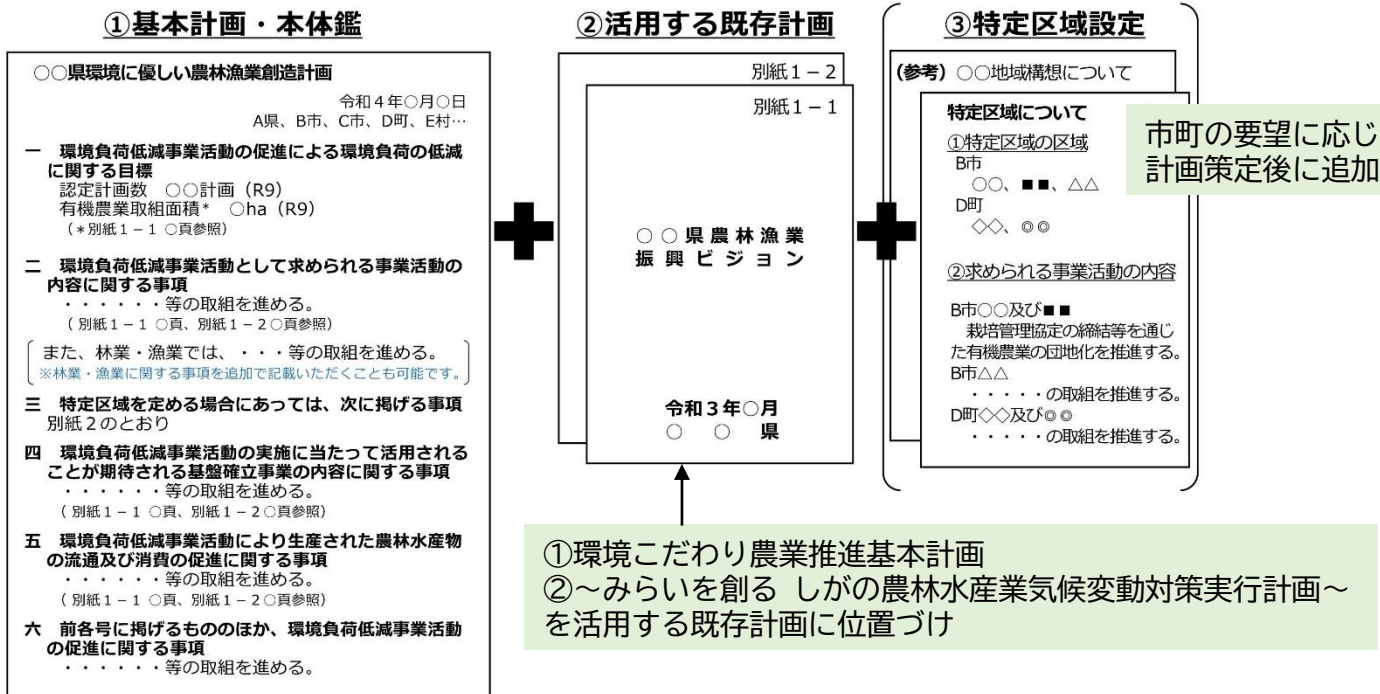 ①基本計画・本体鑑
○○県環境に優しい農林漁業創造計画
令和４年○月○日
A県、B市、C市、D町、E村…
一　環境負荷低減事業活動の促進による環境負荷の低減
に関する目標
認定計画数　○○計画（R9）
有機農業取組面積*　○ha（R9）
（＊別紙１－１ ○頁参照）
二　環境負荷低減事業活動として求められる事業活動の
内容に関する事項
・・・・・・等の取組を進める。
（ 別紙１－１ ○頁、別紙１－２○頁参照）
また、林業・漁業では、・・・等の取組を進める。
※林業・漁業に関する事項を追加で記載いただくことも可能です。
三　特定区域を定める場合にあっては、次に掲げる事項
別紙２のとおり
四　環境負荷低減事業活動の実施に当たって活用される
ことが期待される基盤確立事業の内容に関する事項
・・・・・・等の取組を進める。
（ 別紙１－１ ○頁、別紙１－２○頁参照）
五　環境負荷低減事業活動により生産された農林水産物
の流通及び消費の促進に関する事項
・・・・・・等の取組を進める。
（ 別紙１－１ ○頁、別紙１－２○頁参照）
六　前各号に掲げるもののほか、環境負荷低減事業活動
の促進に関する事項
・・・・・・等の取組を進める。
②活用する既存計画
別紙１－２
別紙１－１
○○県農林漁業
振興ビジョン
令和３年○月
○　○　県
③特定区域設定
（参考）○○地域構想について
特定区域について
①特定区域の区域
B市
○○、■■、△△
D町
◇◇、◎◎
②求められる事業活動の内容
B市○○及び■■
栽培管理協定の締結等を通じ
た有機農業の団地化を推進する。
B市△△
・・・・・の取組を推進する。
D町◇◇及び◎◎
・・・・・の取組を推進する。
市町の要望に応じ
計画策定後に追加
①環境こだわり農業推進基本計画
②～みらいを創る しがの農林水産業気候変動対策実行計画～
を活用する既存計画に位置づけ